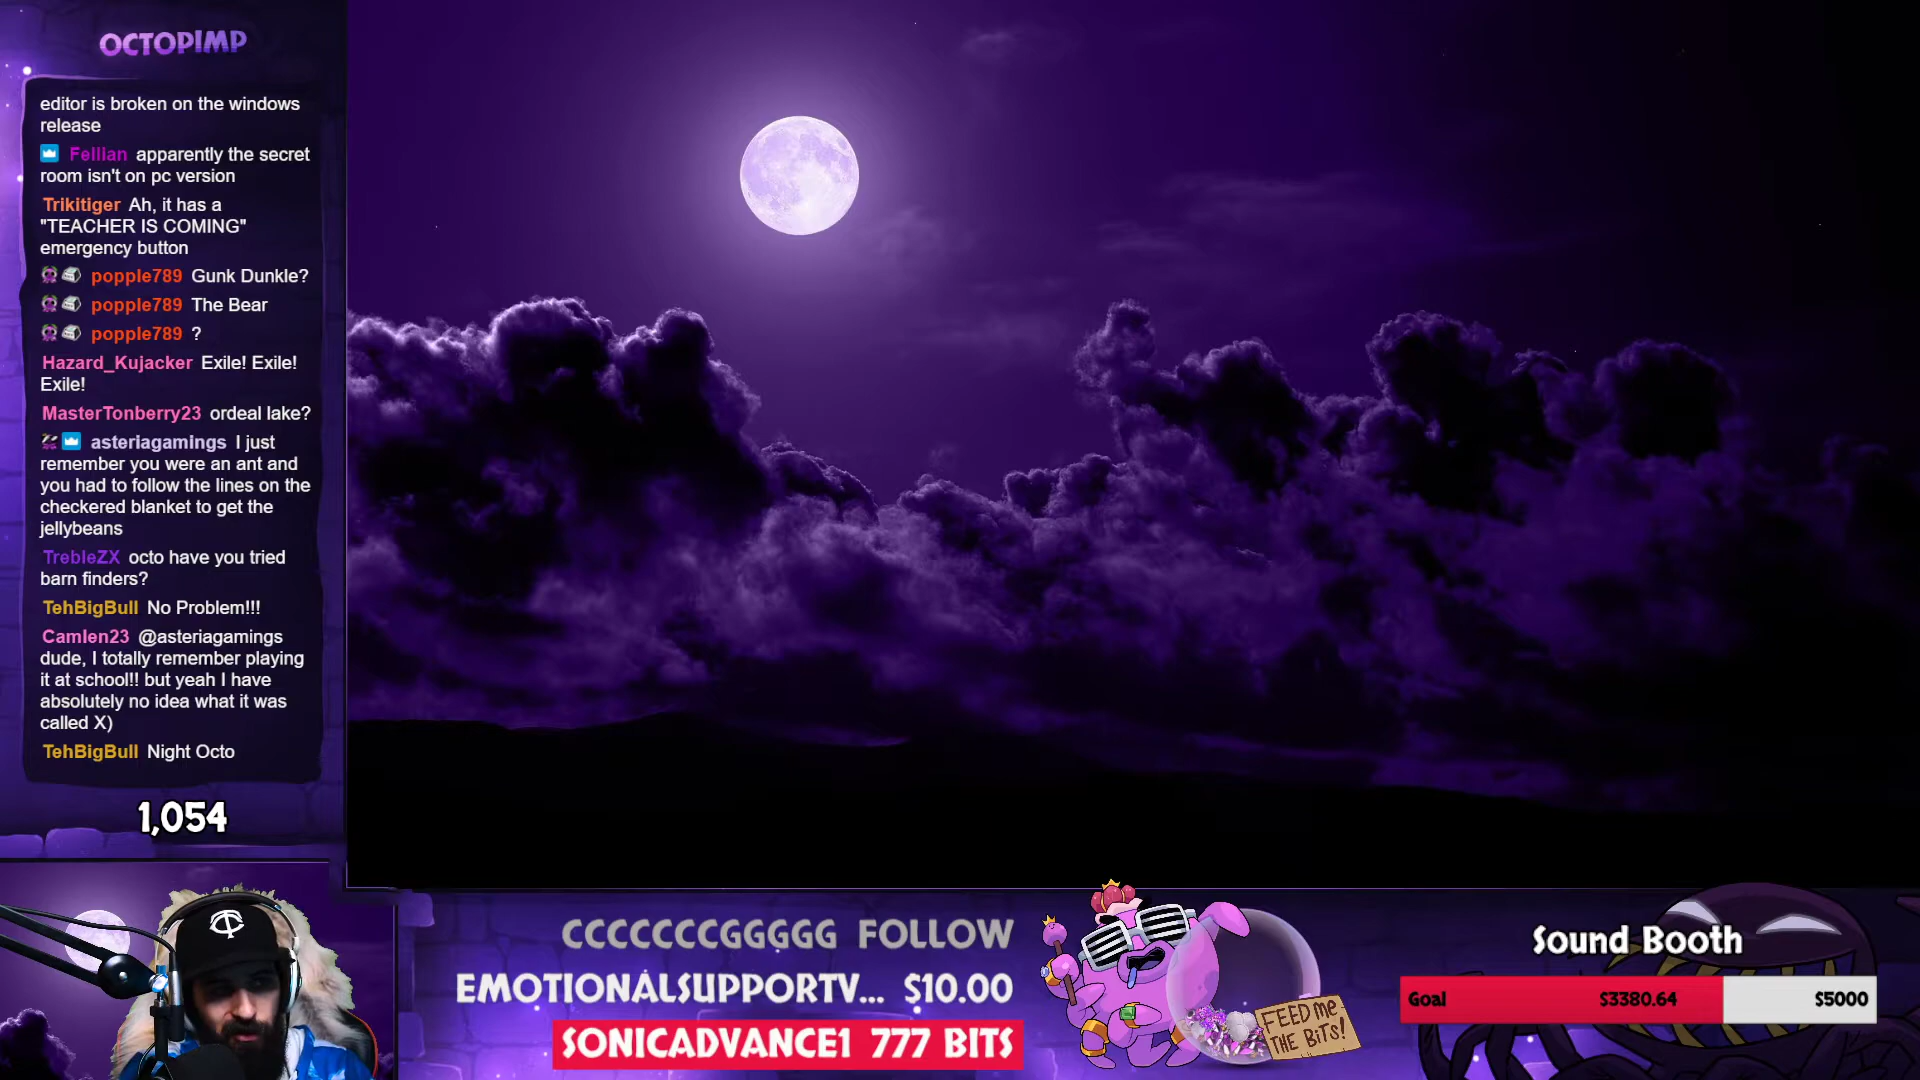 OCTOPIMP
editor is broken on the windows
release
Fellian apparently the secret
room isn't on pc version
Trikitiger Ah, it has a
"TEACHER IS COMING"
emergency button
popple789 Gunk Dunkle?
popple789 The Bear
popple789 ?
Hazard_Kujacker Exile! Exile!
Exile!
MasterTonberry23 ordeal lake?
asteriagamings I just
remember you were an ant and
you had to follow the lines on the
checkered blanket to get the
jellybeans
TrebleZX octo have you tried
barn finders?
TehBigBull No Problem!!!
Camlen23 @asteriagamings
dude, I totally remember playing
it at school!! but yeah I have
absolutely no idea what it was
called X)
TehBigBull Night Octo
1,054
CCCCCCCGGGGG FOLLOW
EMOTIONALSUPPORTV... $10.00
SONICADVANCE1 777 BITS
FEED ME
THE BiTS!
Sound Booth
Goal $3380.64 $5000